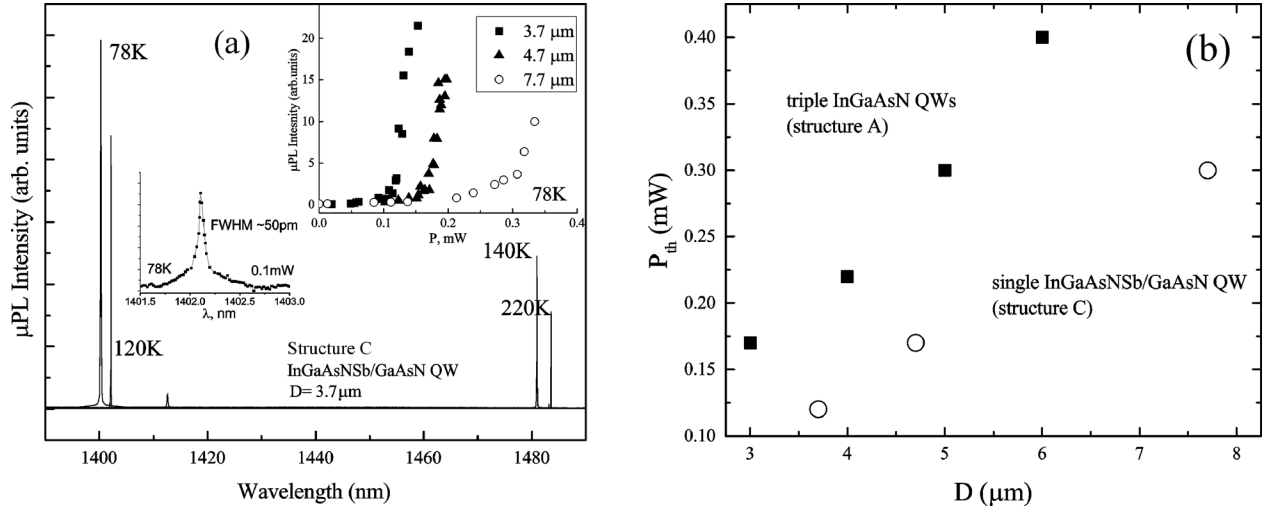 (a)
78K
120K
140K
220K
µPL Intensity (arb. units)
Wavelength (nm)
1400
1420
1440
1460
1480
Structure C
InGaAsNSb/GaAsN QW
D= 3.7µm
µPL Intesnity (arb.units)
0
5
10
15
20
0.0
0.1
0.2
0.3
0.4
P, mW
3.7 µm
4.7 µm
7.7 µm
78K
FWHM ~50pm
78K
0.1mW
1401.5
1402.0
1402.5
1403.0
λ, nm
(b)
P_th (mW)
0.40
0.35
0.30
0.25
0.20
0.15
0.10
triple InGaAsN QWs
(structure A)
single InGaAsNSb/GaAsN QW
(structure C)
3
4
5
6
7
8
D (µm)